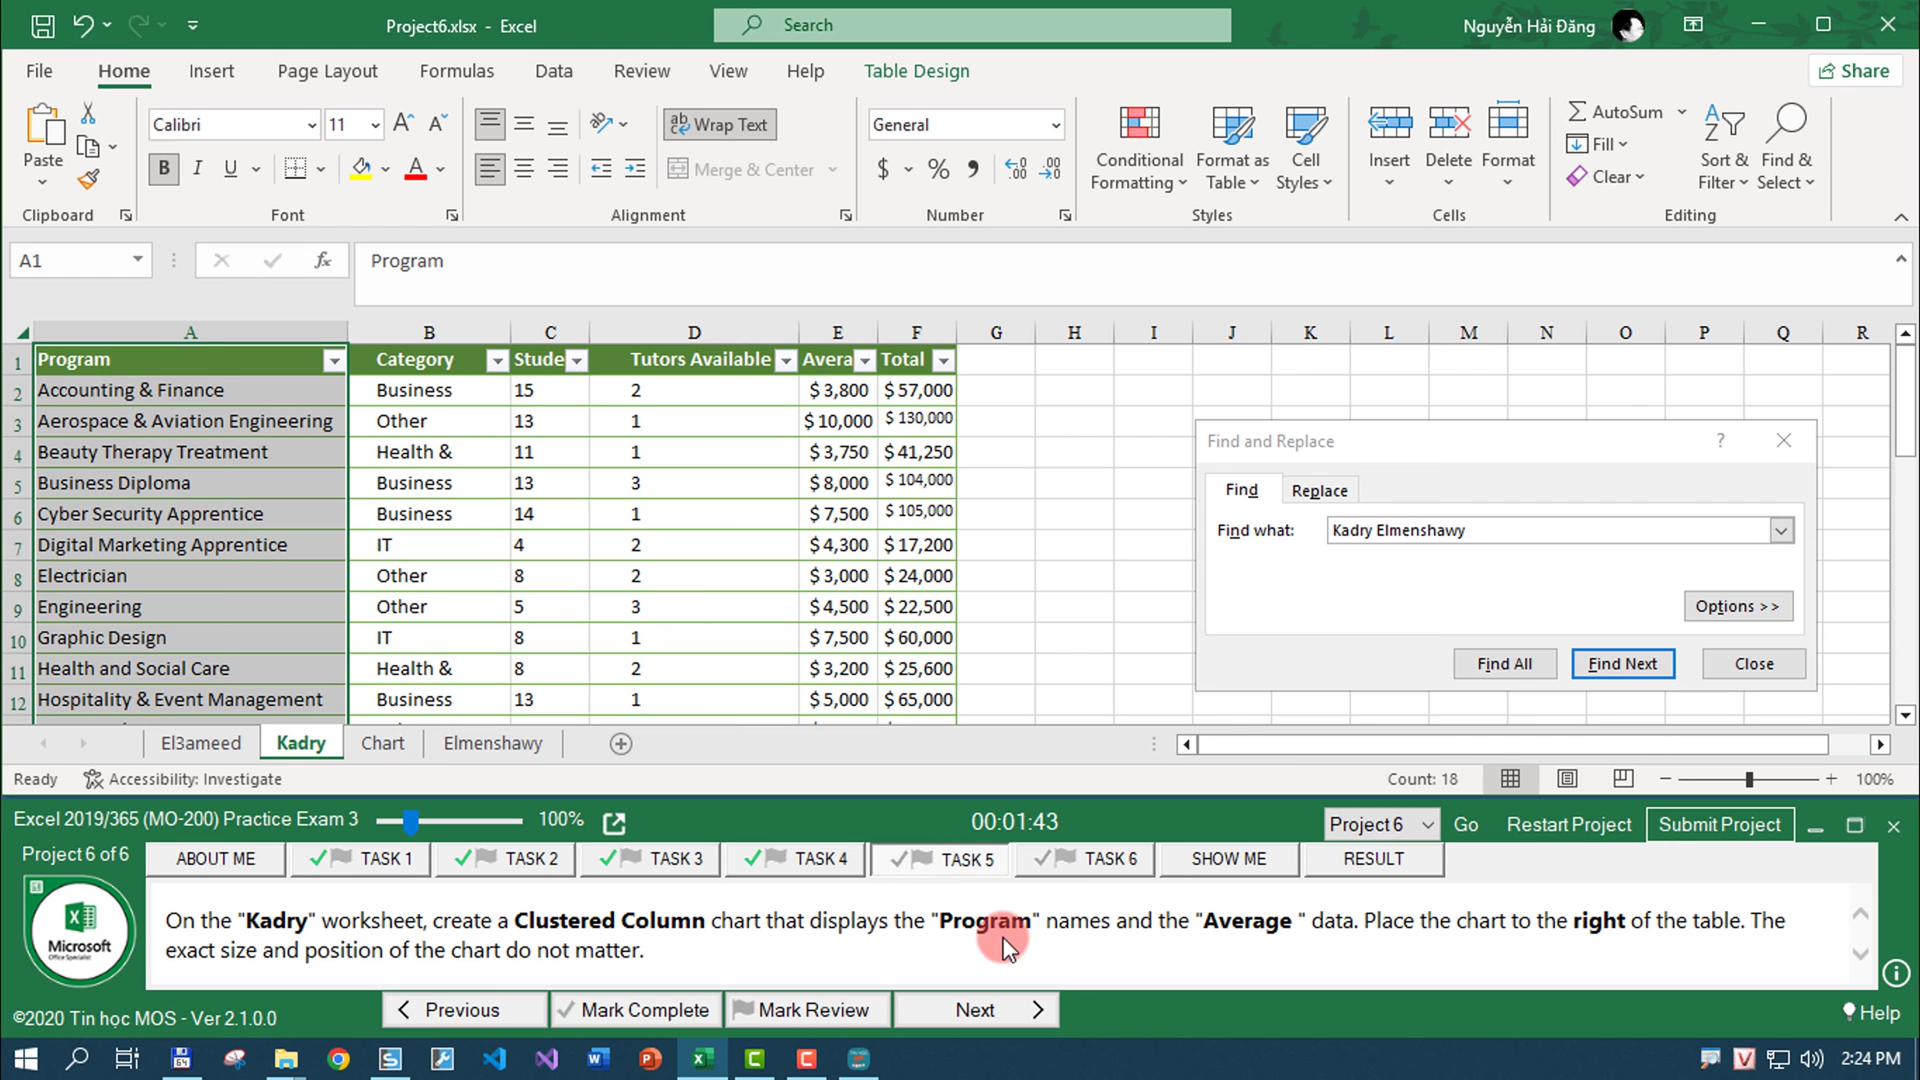 Project6.xlsx - Excel
Search
Nguyễn Hải Đăng
File Home Insert Page Layout Formulas Data Review View Help Table Design
Share
Paste
Calibri 11
B I U
Wrap Text
Merge & Center
General
$ %
Conditional Formatting
Format as Table
Cell Styles
Insert Delete Format
AutoSum
Fill
Clear
Sort & Filter
Find & Select
Clipboard Font Alignment Number Styles Cells Editing
A1 fx Program
A B C D E F G H I J K L M N O P Q R
1 Program Category Stude Tutors Available Avera Total
2 Accounting & Finance Business 15 2 $ 3,800 $ 57,000
3 Aerospace & Aviation Engineering Other 13 1 $ 10,000 $ 130,000
4 Beauty Therapy Treatment Health & 11 1 $ 3,750 $ 41,250
5 Business Diploma Business 13 3 $ 8,000 $ 104,000
6 Cyber Security Apprentice Business 14 1 $ 7,500 $ 105,000
7 Digital Marketing Apprentice IT 4 2 $ 4,300 $ 17,200
8 Electrician Other 8 2 $ 3,000 $ 24,000
9 Engineering Other 5 3 $ 4,500 $ 22,500
10 Graphic Design IT 8 1 $ 7,500 $ 60,000
11 Health and Social Care Health & 8 2 $ 3,200 $ 25,600
12 Hospitality & Event Management Business 13 1 $ 5,000 $ 65,000
Find and Replace ?
Find Replace
Find what: Kadry Elmenshawy
Options >>
Find All Find Next Close
El3ameed Kadry Chart Elmenshawy
Ready Accessibility: Investigate Count: 18 100%
Excel 2019/365 (MO-200) Practice Exam 3 100% 00:01:43 Project 6 Go Restart Project Submit Project
Project 6 of 6 ABOUT ME TASK 1 TASK 2 TASK 3 TASK 4 TASK 5 TASK 6 SHOW ME RESULT
Microsoft
On the "Kadry" worksheet, create a Clustered Column chart that displays the "Program" names and the "Average " data. Place the chart to the right of the table. The
exact size and position of the chart do not matter.
Previous Mark Complete Mark Review Next
©2020 Tin học MOS - Ver 2.1.0.0
Help
2:24 PM